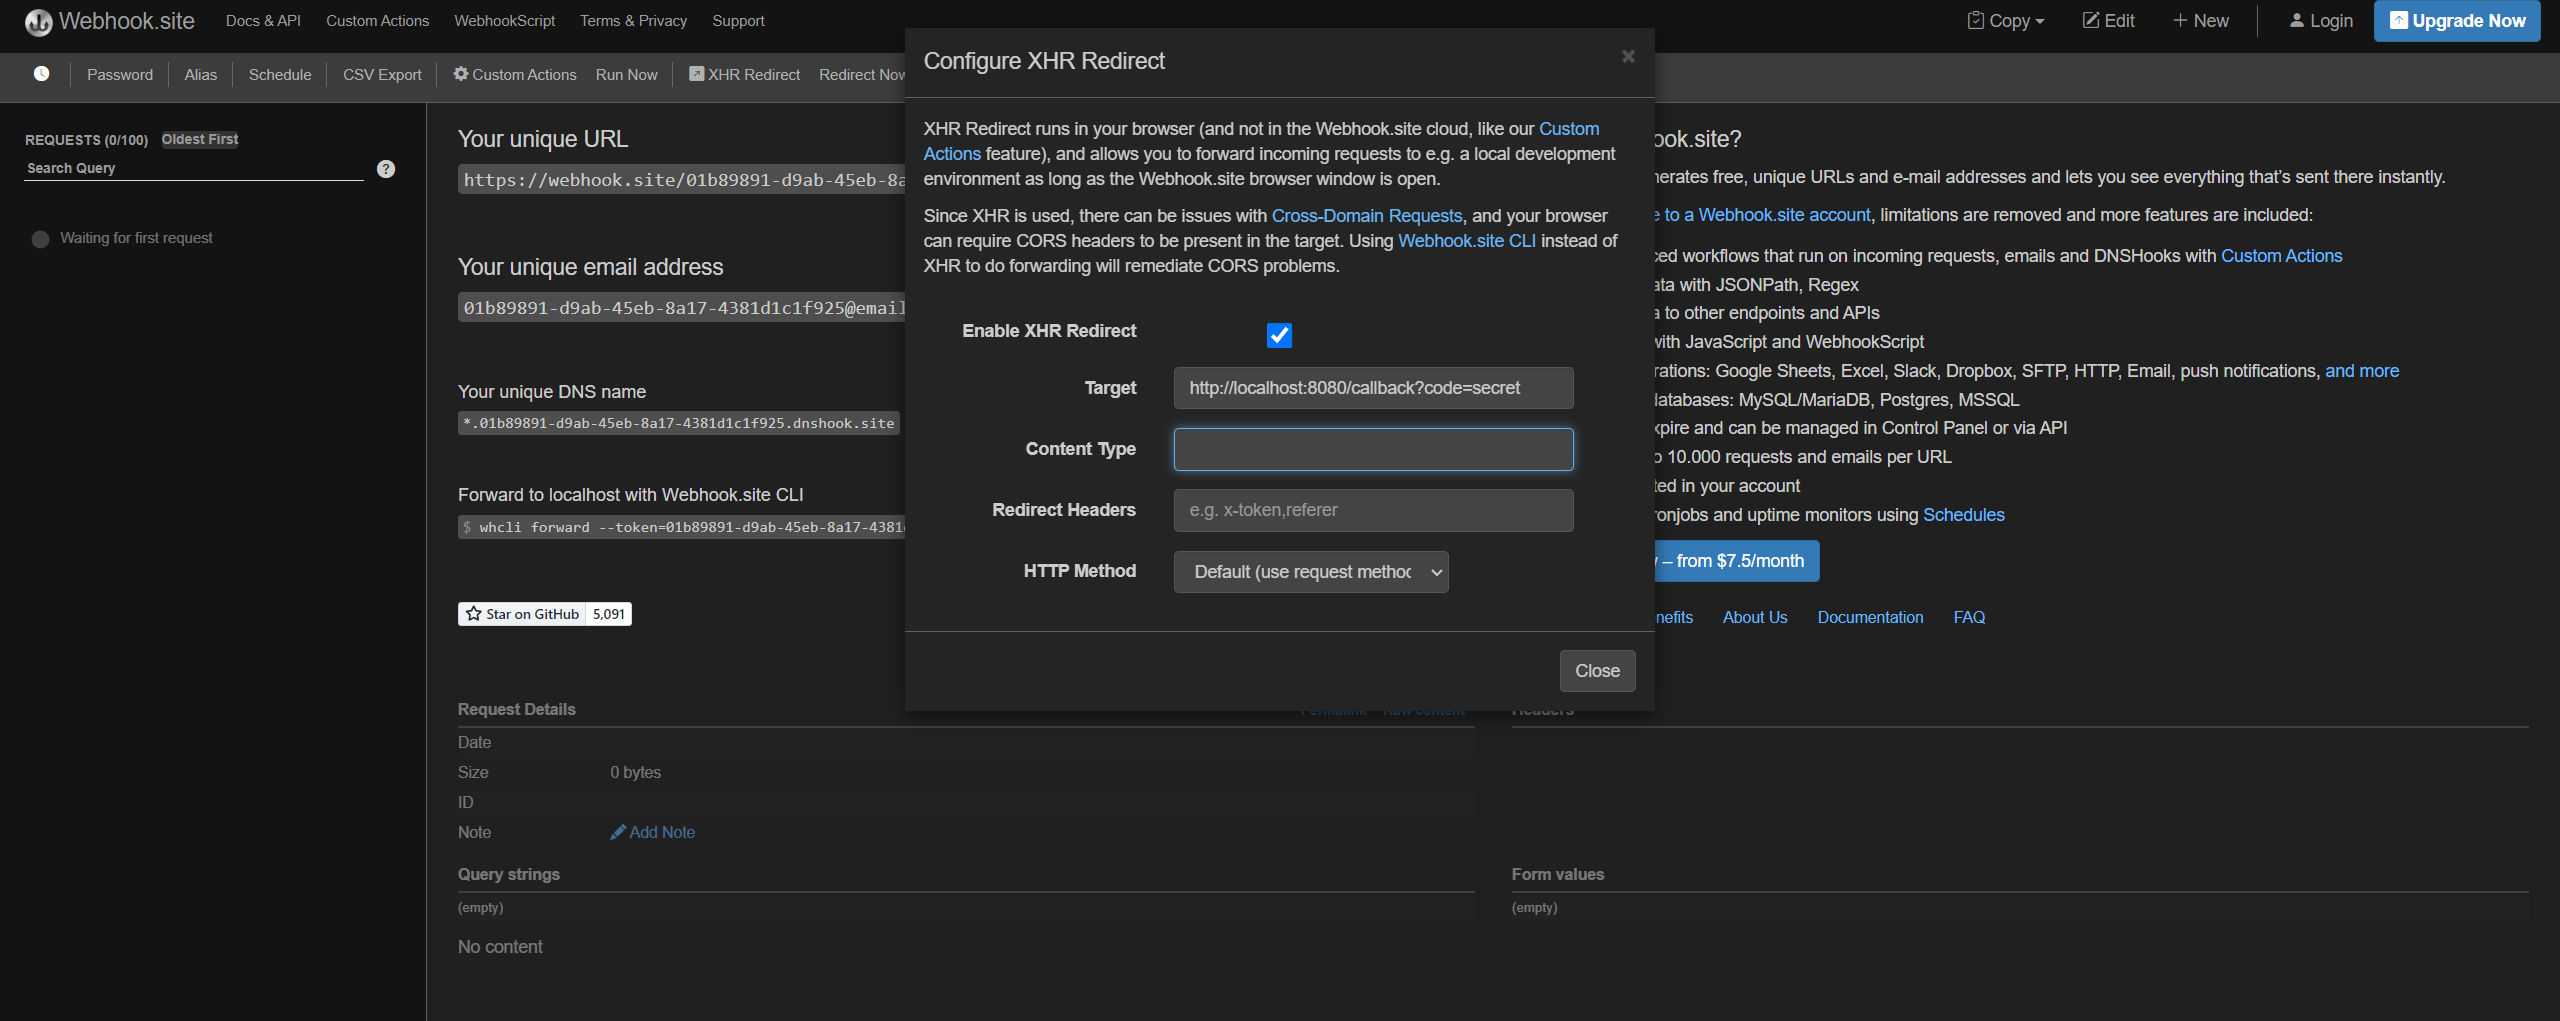 Webhook.site Docs & API Custom Actions WebhookScript Terms & Privacy Support Copy Edit New Login Upgrade Now
Password Alias Schedule CSV Export Custom Actions Run Now XHR Redirect Redirect Now
Configure XHR Redirect
×
XHR Redirect runs in your browser (and not in the Webhook.site cloud, like our Custom
Actions feature), and allows you to forward incoming requests to e.g. a local development
environment as long as the Webhook.site browser window is open.
Since XHR is used, there can be issues with Cross-Domain Requests, and your browser
can require CORS headers to be present in the target. Using Webhook.site CLI instead of
XHR to do forwarding will remediate CORS problems.
Enable XHR Redirect
Target http://localhost:8080/callback?code=secret
Content Type
Redirect Headers e.g. x-token,referer
HTTP Method Default (use request method
Close
REQUESTS (0/100) Oldest First
Search Query ?
Waiting for first request
Your unique URL
https://webhook.site/01b89891-d9ab-45eb-8a
Your unique email address
01b89891-d9ab-45eb-8a17-4381d1c1f925@email
Your unique DNS name
*.01b89891-d9ab-45eb-8a17-4381d1c1f925.dnshook.site
Forward to localhost with Webhook.site CLI
$ whcli forward --token=01b89891-d9ab-45eb-8a17-4381
Star on GitHub 5,091
ook.site?
nerates free, unique URLs and e-mail addresses and lets you see everything that's sent there instantly.
e to a Webhook.site account, limitations are removed and more features are included:
ced workflows that run on incoming requests, emails and DNSHooks with Custom Actions
ata with JSONPath, Regex
a to other endpoints and APIs
with JavaScript and WebhookScript
rations: Google Sheets, Excel, Slack, Dropbox, SFTP, HTTP, Email, push notifications, and more
databases: MySQL/MariaDB, Postgres, MSSQL
xpire and can be managed in Control Panel or via API
o 10.000 requests and emails per URL
ted in your account
ronjobs and uptime monitors using Schedules
– from $7.5/month
nefits About Us Documentation FAQ
Request Details Permalink Raw content
Date
Size 0 bytes
ID
Note Add Note
Headers
Query strings
(empty)
No content
Form values
(empty)